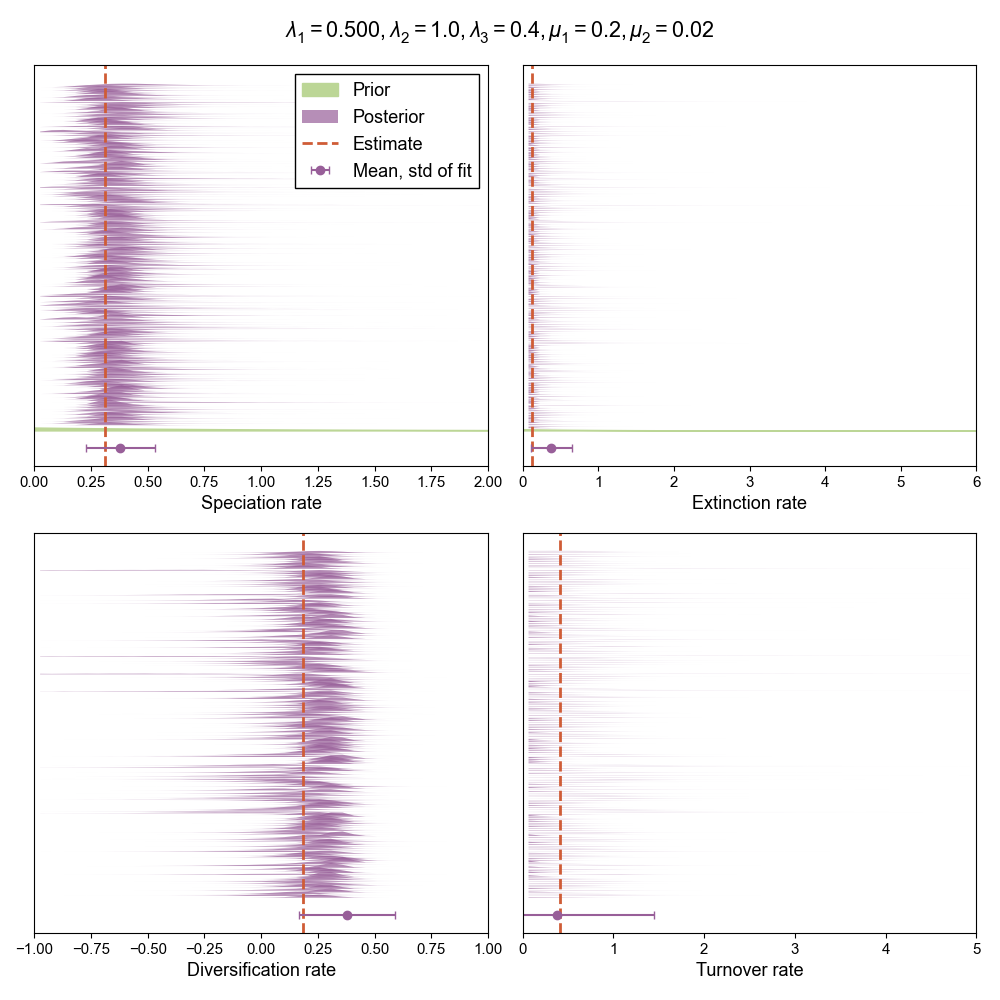 λ₁ = 0.500, λ₂ = 1.0, λ₃ = 0.4, μ₁ = 0.2, μ₂ = 0.02
Prior
Posterior
Estimate
Mean, std of fit
0.00 0.25 0.50 0.75 1.00 1.25 1.50 1.75 2.00
Speciation rate
0 1 2 3 4 5 6
Extinction rate
−1.00 −0.75 −0.50 −0.25 0.00 0.25 0.50 0.75 1.00
Diversification rate
0 1 2 3 4 5
Turnover rate